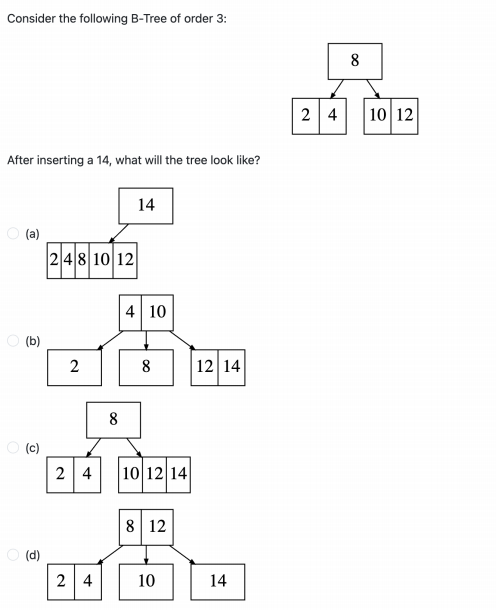 Consider the following B-Tree of order 3:
8
2 4 10 12
After inserting a 14, what will the tree look like?
14
(a)
2 4 8 10 12
4 10
(b)
2 8 12 14
8
(c)
2 4 10 12 14
8 12
(d)
2 4 10 14